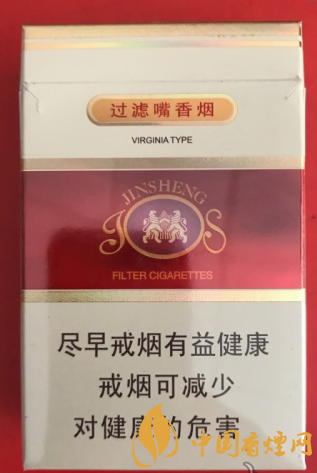 过滤嘴香烟
VIRGINIA TYPE
JINSHENG
JS
FILTER CIGARETTES
尽早戒烟有益健康
戒烟可减少
对健康的危害
中国香烟网